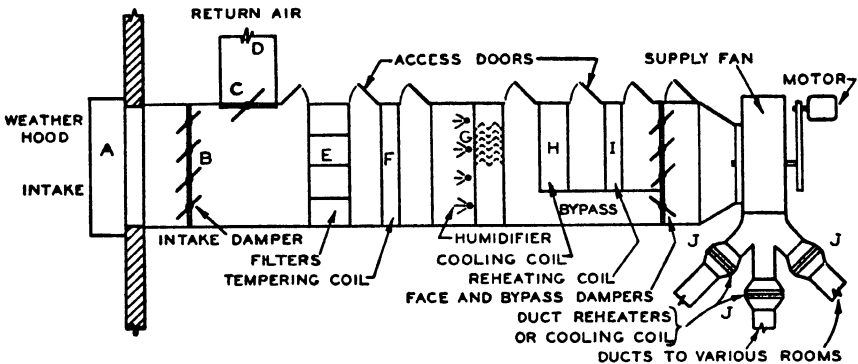 RETURN AIR
D
C
ACCESS DOORS
SUPPLY FAN
MOTOR
WEATHER
HOOD
A
B
E
F
G
H
I
INTAKE
BYPASS
INTAKE DAMPER
FILTERS
TEMPERING COIL
HUMIDIFIER
COOLING COIL
REHEATING COIL
FACE AND BYPASS DAMPERS
J
J
J
DUCT REHEATERS
OR COOLING COIL
DUCTS TO VARIOUS ROOMS